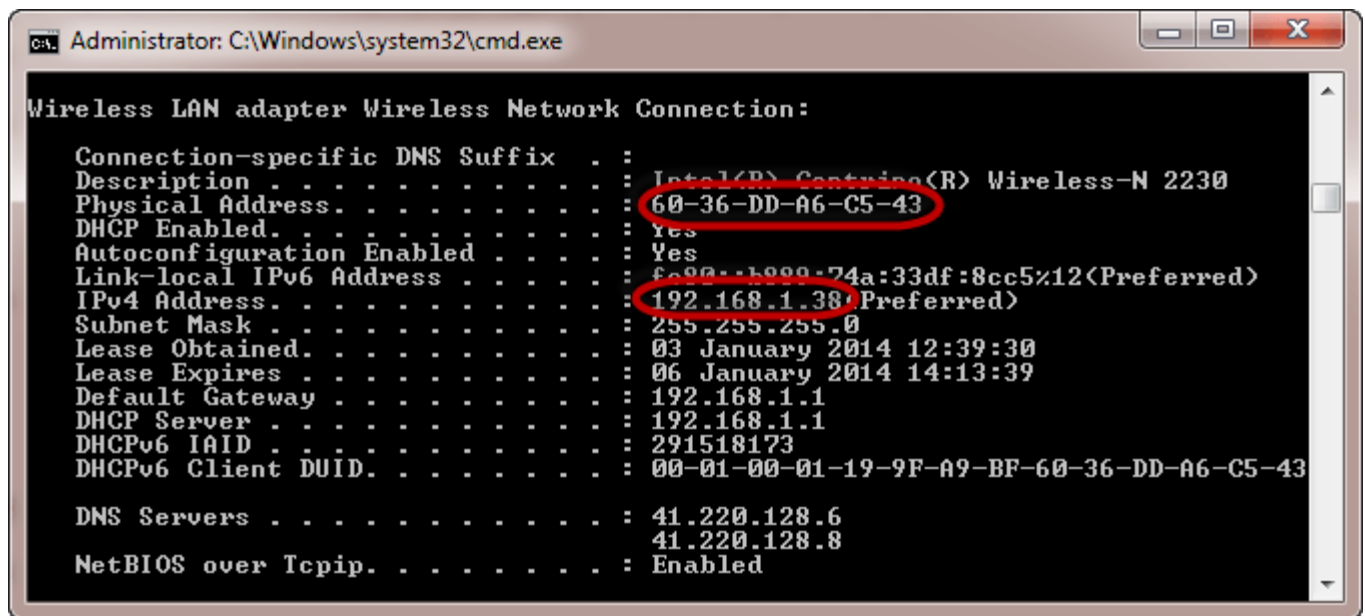 Administrator: C:\Windows\system32\cmd.exe
Wireless LAN adapter Wireless Network Connection:
Connection-specific DNS Suffix . :
Description . . . . . . . . . . . : Intel(R) Centrino(R) Wireless-N 2230
Physical Address. . . . . . . . . : 60-36-DD-A6-C5-43
DHCP Enabled. . . . . . . . . . . : Yes
Autoconfiguration Enabled . . . . : Yes
Link-local IPv6 Address . . . . . : fe80::b999:74a:33df:8cc5%12(Preferred)
IPv4 Address. . . . . . . . . . . : 192.168.1.38(Preferred)
Subnet Mask . . . . . . . . . . . : 255.255.255.0
Lease Obtained. . . . . . . . . . : 03 January 2014 12:39:30
Lease Expires . . . . . . . . . . : 06 January 2014 14:13:39
Default Gateway . . . . . . . . . : 192.168.1.1
DHCP Server . . . . . . . . . . . : 192.168.1.1
DHCPv6 IAID . . . . . . . . . . . : 291518173
DHCPv6 Client DUID. . . . . . . . : 00-01-00-01-19-9F-A9-BF-60-36-DD-A6-C5-43
DNS Servers . . . . . . . . . . . : 41.220.128.6
41.220.128.8
NetBIOS over Tcpip. . . . . . . . : Enabled